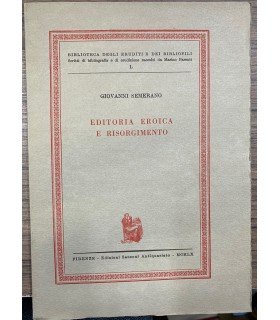 BIBLIOTECA DEGLI ERUDITI E DEI BIBLIOFILI
Scritti di bibliografia e di erudizione raccolti da Marino Parenti
L
GIOVANNI SEMERANO
EDITORIA EROICA
E RISORGIMENTO
FIRENZE - Edizioni Sansoni Antiquariato - MCMLX